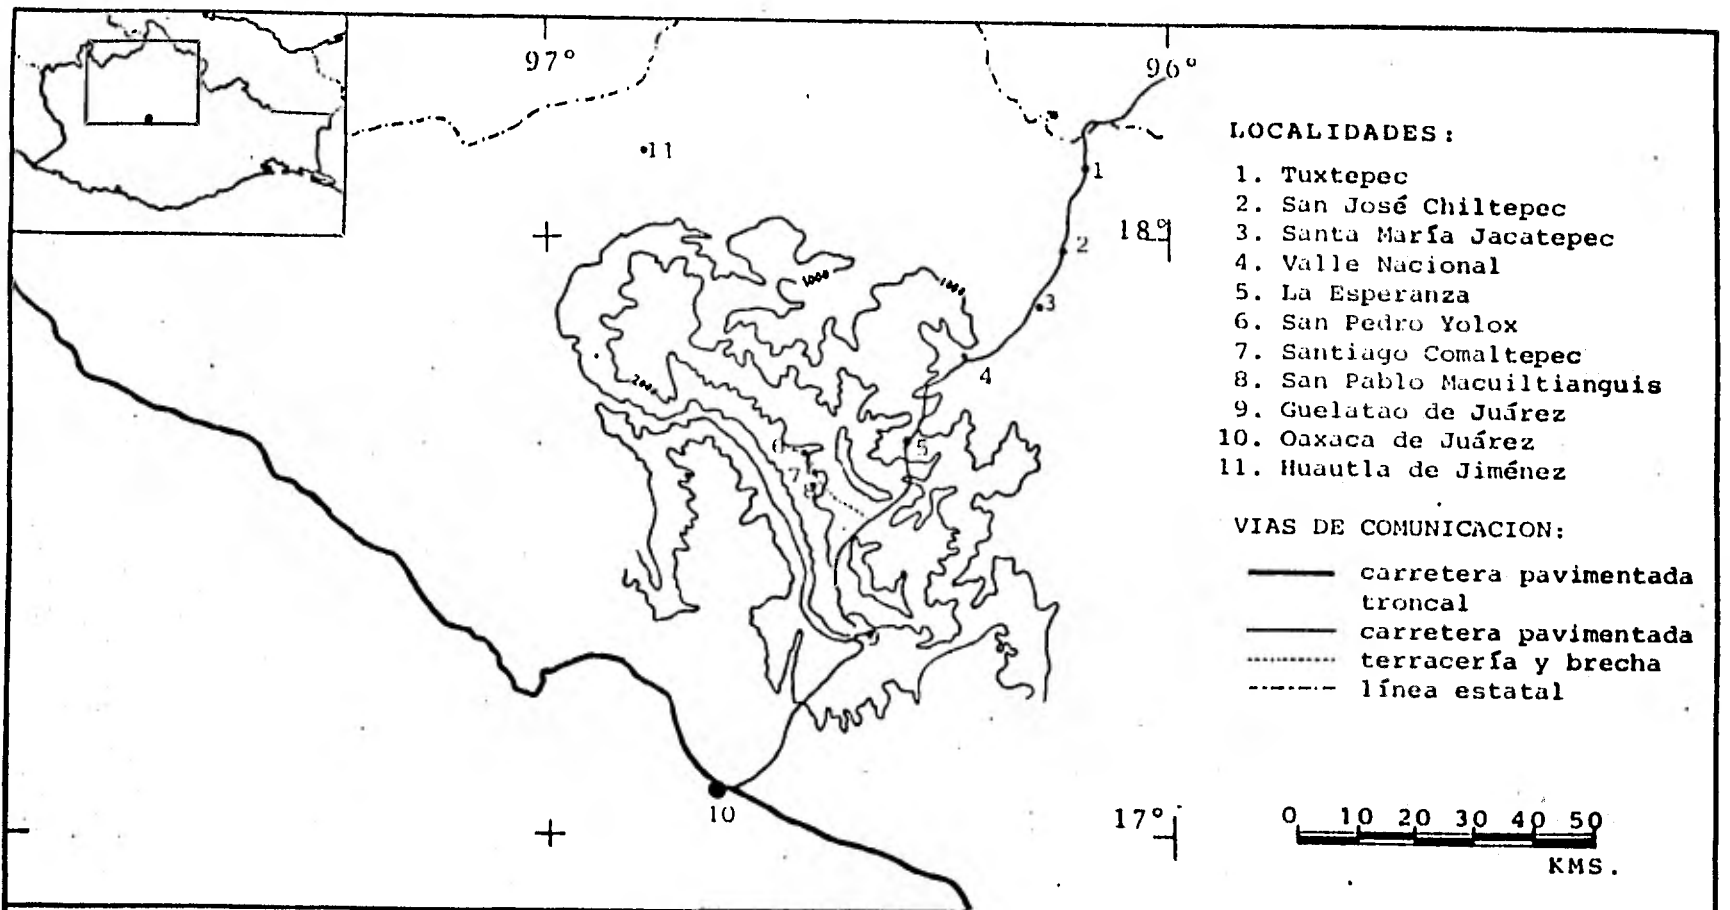 97°
96°
11
1
18°
2
3
1000
1000
4
200
5
6
7
8
9
10
17°
LOCALIDADES:
1. Tuxtepec
2. San José Chiltepec
3. Santa María Jacatepec
4. Valle Nacional
5. La Esperanza
6. San Pedro Yolox
7. Santiago Comaltepec
8. San Pablo Macuiltianguis
9. Guelatao de Juárez
10. Oaxaca de Juárez
11. Huautla de Jiménez
VIAS DE COMUNICACION:
carretera pavimentada
troncal
carretera pavimentada
terracería y brecha
línea estatal
0 10 20 30 40 50
KMS.